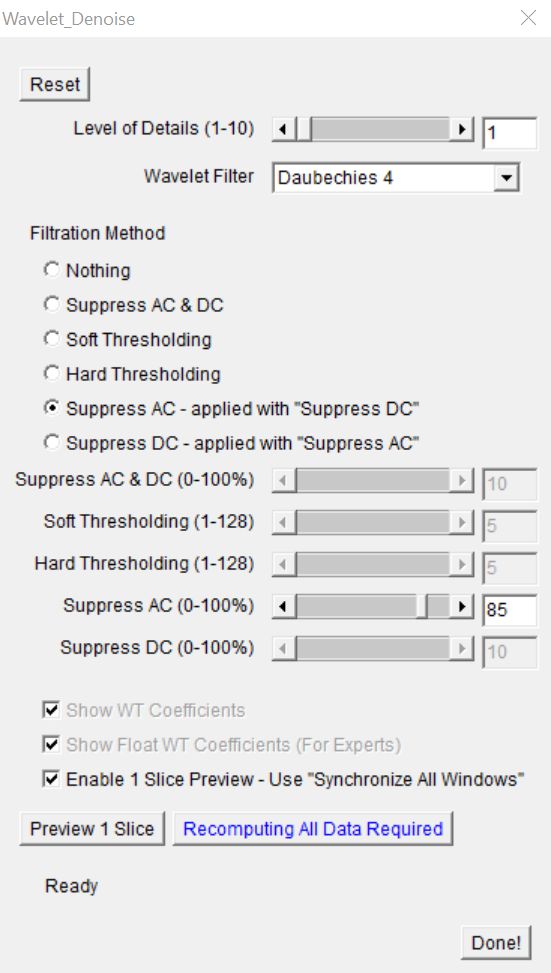 Wavelet_Denoise
Reset
Level of Details (1-10) 1
Wavelet Filter Daubechies 4
Filtration Method
Nothing
Suppress AC & DC
Soft Thresholding
Hard Thresholding
Suppress AC - applied with "Suppress DC"
Suppress DC - applied with "Suppress AC"
Suppress AC & DC (0-100%) 10
Soft Thresholding (1-128) 5
Hard Thresholding (1-128) 5
Suppress AC (0-100%) 85
Suppress DC (0-100%) 10
Show WT Coefficients
Show Float WT Coefficients (For Experts)
Enable 1 Slice Preview - Use "Synchronize All Windows"
Preview 1 Slice Recomputing All Data Required
Ready
Done!